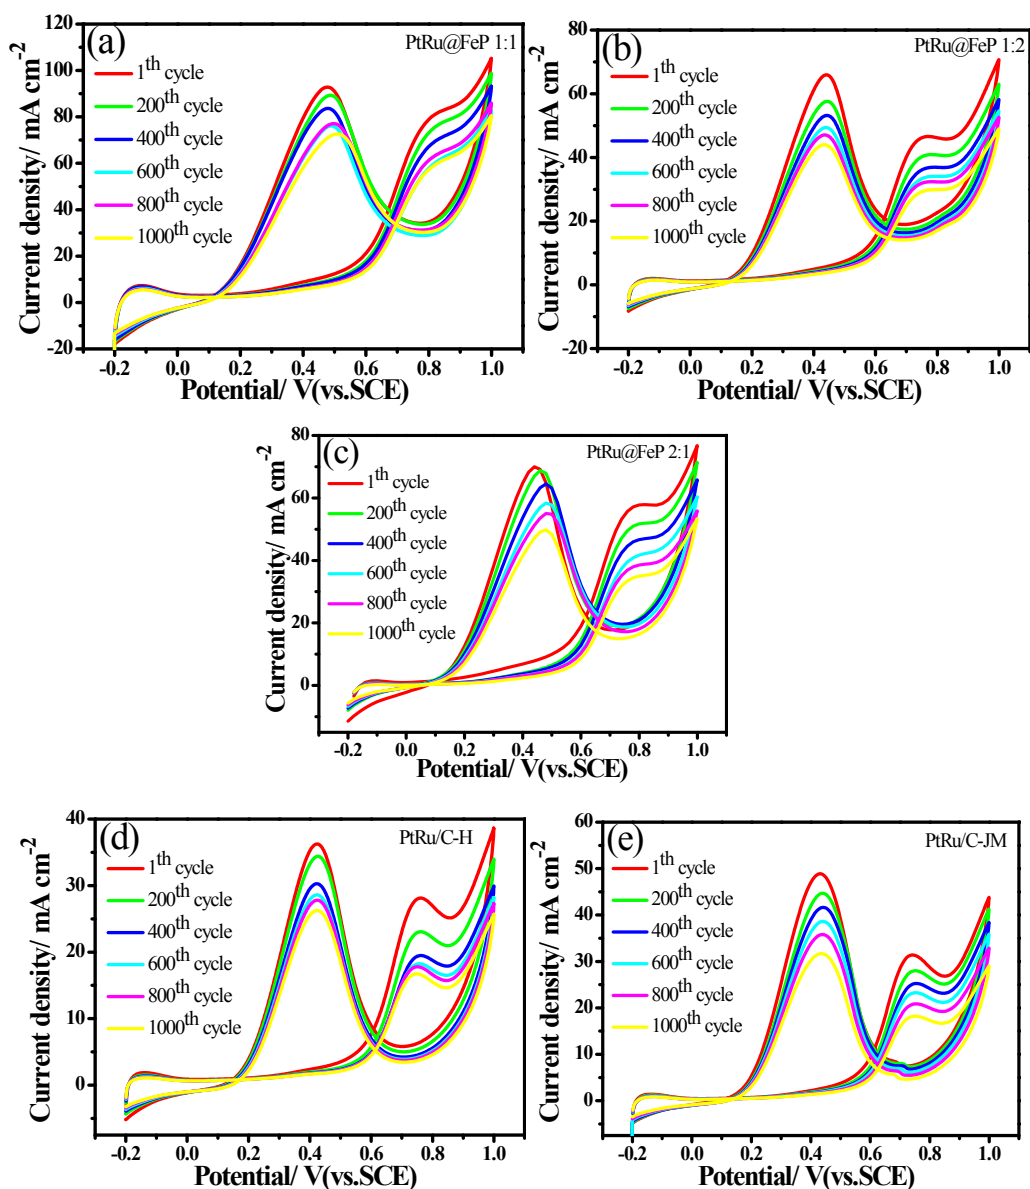 (a)
PtRu@FeP 1:1
1th cycle
200th cycle
400th cycle
600th cycle
800th cycle
1000th cycle
120
100
80
60
40
20
0
-20
-0.2 0.0 0.2 0.4 0.6 0.8 1.0
Current density/ mA cm-2
Potential/ V(vs.SCE)
(b)
PtRu@FeP 1:2
1th cycle
200th cycle
400th cycle
600th cycle
800th cycle
1000th cycle
80
60
40
20
0
-20
-0.2 0.0 0.2 0.4 0.6 0.8 1.0
Current density/ mA cm-2
Potential/ V(vs.SCE)
(c)
PtRu@FeP 2:1
1th cycle
200th cycle
400th cycle
600th cycle
800th cycle
1000th cycle
80
60
40
20
0
-0.2 0.0 0.2 0.4 0.6 0.8 1.0
Current density/ mA cm-2
Potential/ V(vs.SCE)
(d)
PtRu/C-H
1th cycle
200th cycle
400th cycle
600th cycle
800th cycle
1000th cycle
40
30
20
10
0
-0.2 0.0 0.2 0.4 0.6 0.8 1.0
Current density/ mA cm-2
Potential/ V(vs.SCE)
(e)
PtRu/C-JM
1th cycle
200th cycle
400th cycle
600th cycle
800th cycle
1000th cycle
60
50
40
30
20
10
0
-0.2 0.0 0.2 0.4 0.6 0.8 1.0
Current density/ mA cm-2
Potential/ V(vs.SCE)